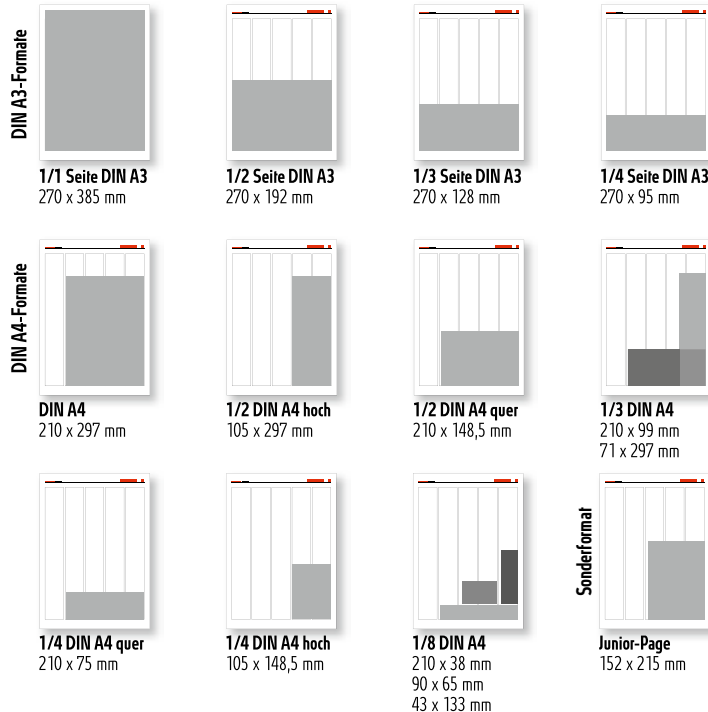 DIN A3-Formate
1/1 Seite DIN A3
270 x 385 mm
1/2 Seite DIN A3
270 x 192 mm
1/3 Seite DIN A3
270 x 128 mm
1/4 Seite DIN A3
270 x 95 mm
DIN A4-Formate
DIN A4
210 x 297 mm
1/2 DIN A4 hoch
105 x 297 mm
1/2 DIN A4 quer
210 x 148,5 mm
1/3 DIN A4
210 x 99 mm
71 x 297 mm
1/4 DIN A4 quer
210 x 75 mm
1/4 DIN A4 hoch
105 x 148,5 mm
1/8 DIN A4
210 x 38 mm
90 x 65 mm
43 x 133 mm
Sonderformat
Junior-Page
152 x 215 mm